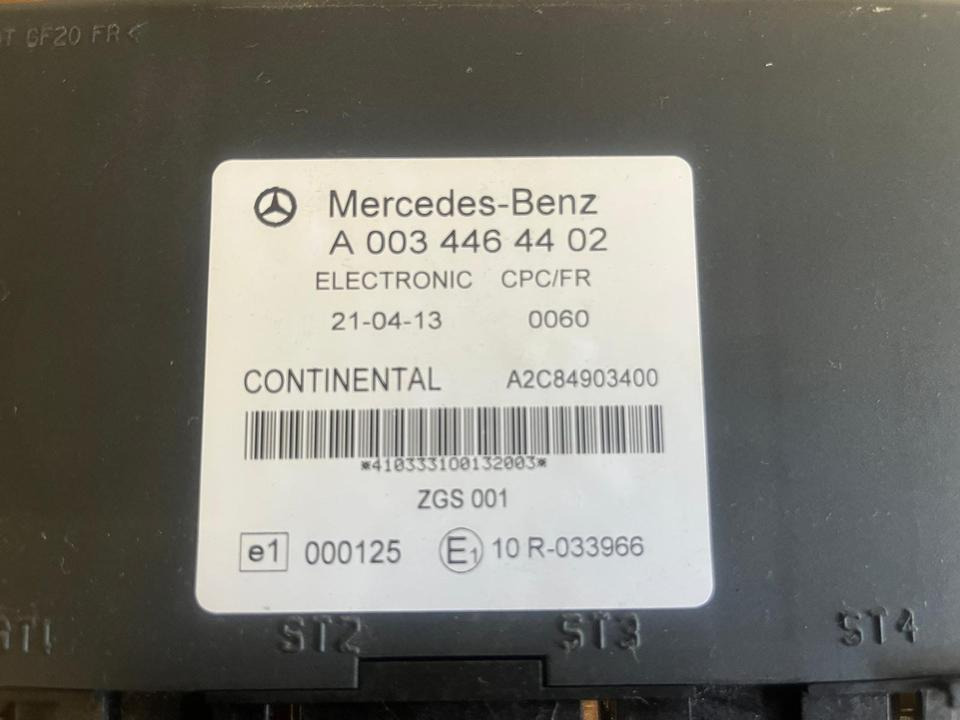 GF20 FR<
Mercedes-Benz
A 003 446 44 02
ELECTRONIC CPC/FR
21-04-13 0060
CONTINENTAL A2C84903400
*410333100132003*
ZGS 001
e1 000125 E1 10 R-033966
ST2 ST3 ST4